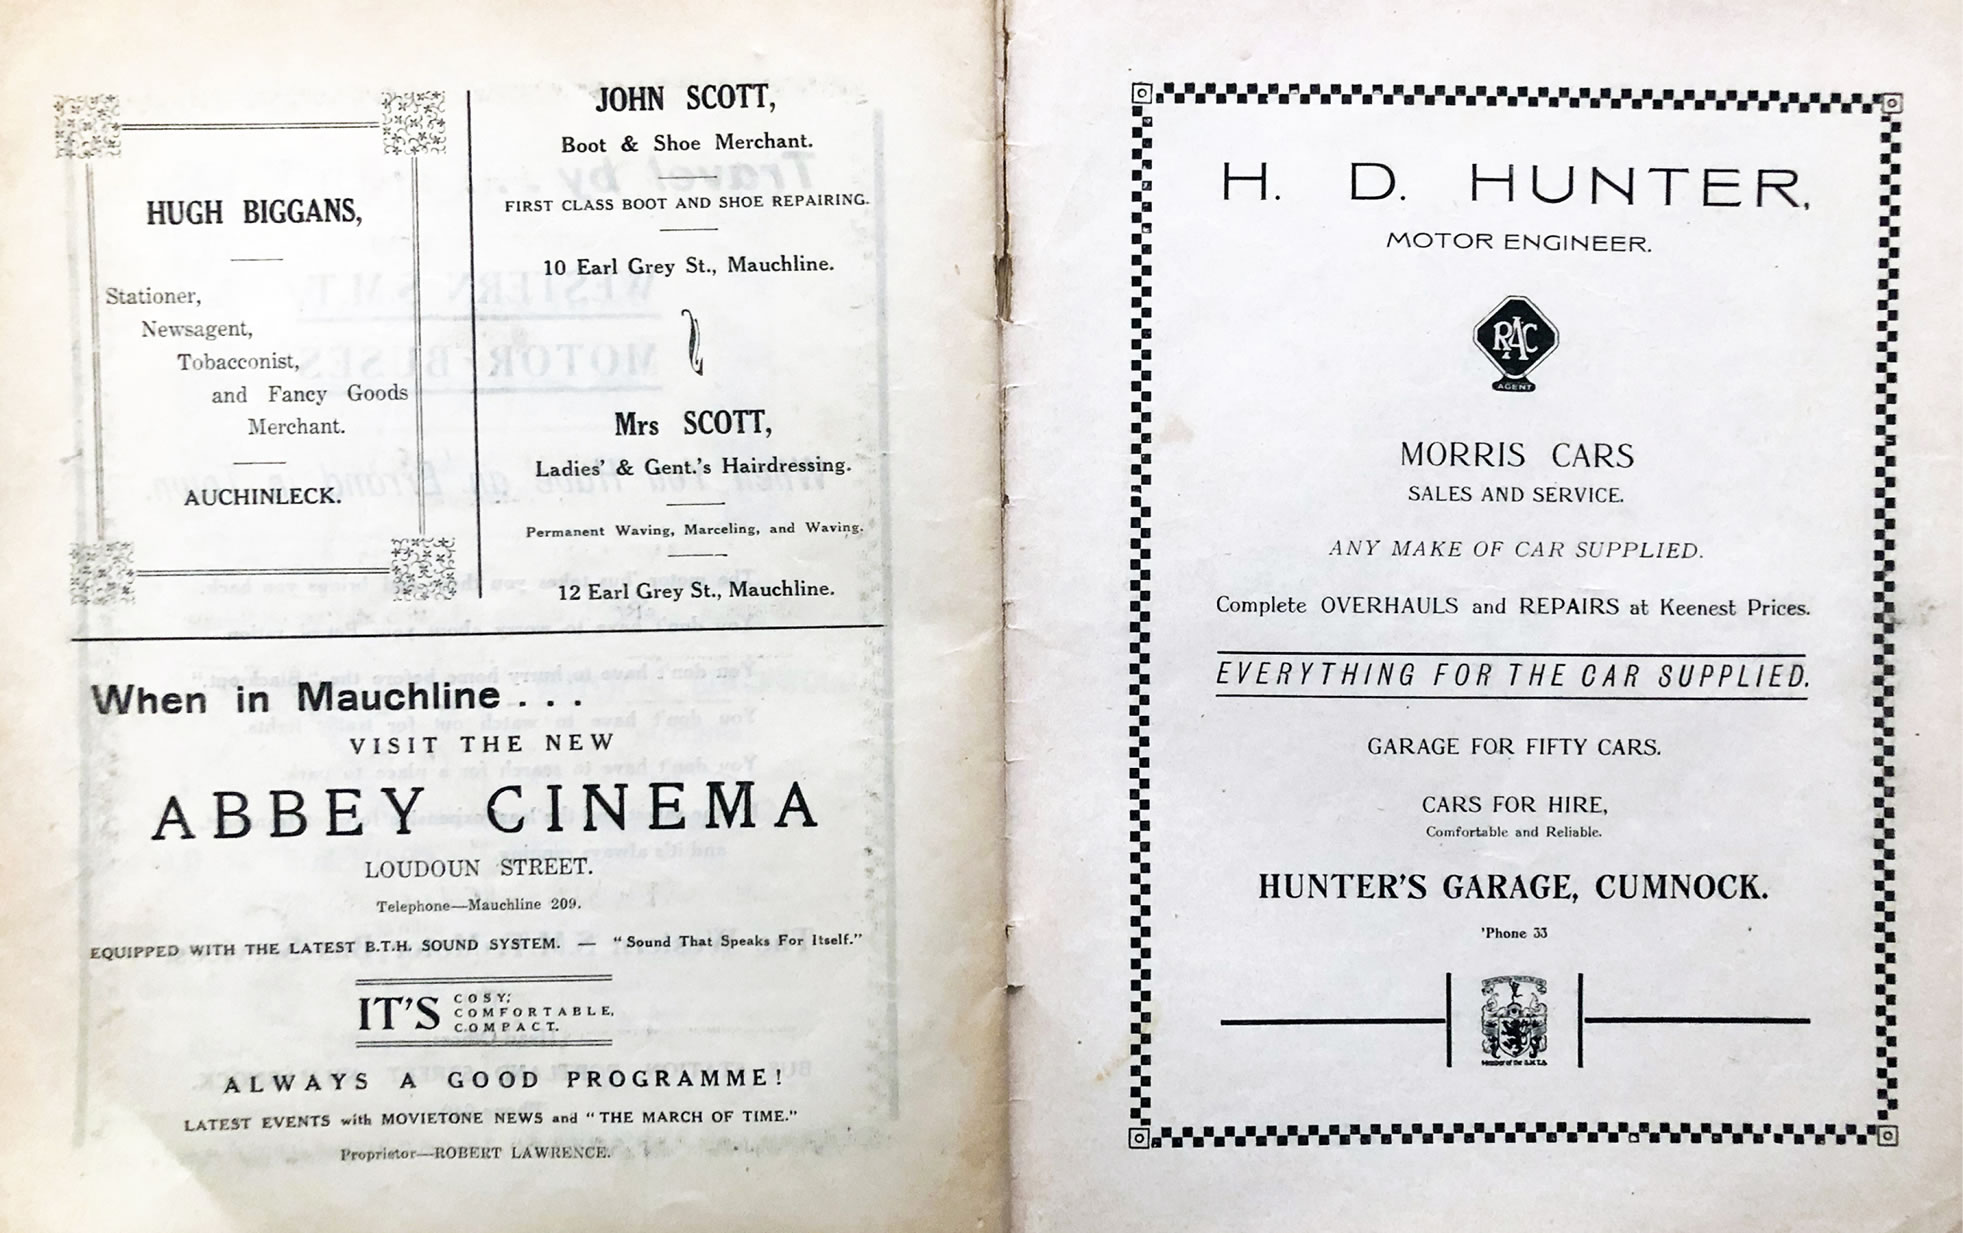 HUGH BIGGANS,
Stationer,
Newsagent,
Tobacconist,
and Fancy Goods
Merchant.
AUCHINLECK.
JOHN SCOTT,
Boot & Shoe Merchant.
FIRST CLASS BOOT AND SHOE REPAIRING.
10 Earl Grey St., Mauchline.
Mrs SCOTT,
Ladies' & Gent.'s Hairdressing.
Permanent Waving, Marceling, and Waving.
12 Earl Grey St., Mauchline.
When in Mauchline . . .
VISIT THE NEW
ABBEY CINEMA
LOUDOUN STREET.
Telephone—Mauchline 209.
EQUIPPED WITH THE LATEST B.T.H. SOUND SYSTEM. — "Sound That Speaks For Itself."
IT'S
COSY;
COMFORTABLE,
COMPACT.
ALWAYS A GOOD PROGRAMME!
LATEST EVENTS with MOVIETONE NEWS and "THE MARCH OF TIME."
Proprietor—ROBERT LAWRENCE.
H. D. HUNTER,
MOTOR ENGINEER.
RAC
AGENT
MORRIS CARS
SALES AND SERVICE.
ANY MAKE OF CAR SUPPLIED.
Complete OVERHAULS and REPAIRS at Keenest Prices.
EVERYTHING FOR THE CAR SUPPLIED.
GARAGE FOR FIFTY CARS.
CARS FOR HIRE,
Comfortable and Reliable.
HUNTER'S GARAGE, CUMNOCK.
'Phone 33
Member of the S.M.T.A.